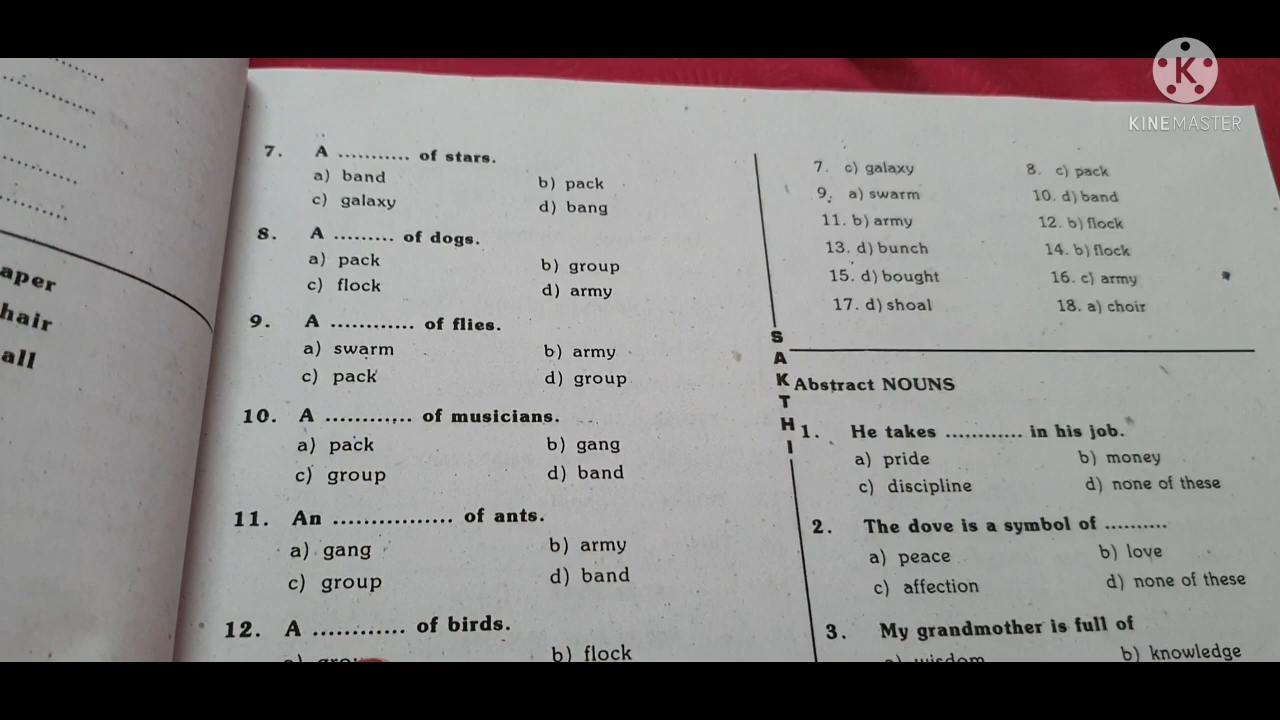 aper
hair
all
7. A ........... of stars.
a) band b) pack
c) galaxy d) bang
8. A ......... of dogs.
a) pack b) group
c) flock d) army
9. A ............ of flies.
a) swarm b) army
c) pack d) group
10. A ............ of musicians.
a) pack b) gang
c) group d) band
11. An ................ of ants.
a) gang b) army
c) group d) band
12. A ............ of birds.
b) flock
7. c) galaxy 8. c) pack
9. a) swarm 10. d) band
11. b) army 12. b) flock
13. d) bunch 14. b) flock
15. d) bought 16. c) army
17. d) shoal 18. a) choir
SAKTHI
Abstract NOUNS
1. He takes ............ in his job.
a) pride b) money
c) discipline d) none of these
2. The dove is a symbol of ..........
a) peace b) love
c) affection d) none of these
3. My grandmother is full of
a) wisdom b) knowledge
K
KINEMASTER